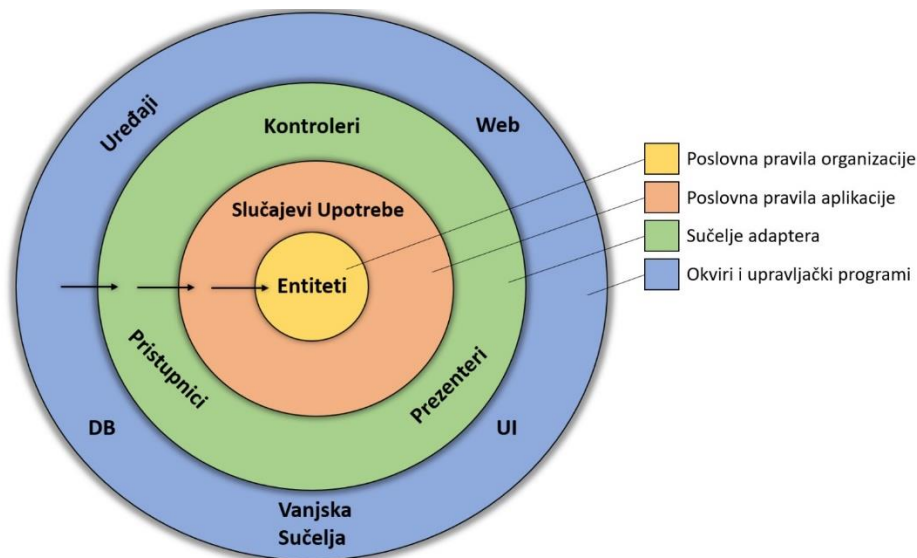 Uređaji
Kontroleri
Web
Slučajevi Upotrebe
Entiteti
Pristupnici
Prezenteri
DB
UI
Vanjska
Sučelja
Poslovna pravila organizacije
Poslovna pravila aplikacije
Sučelje adaptera
Okviri i upravljački programi